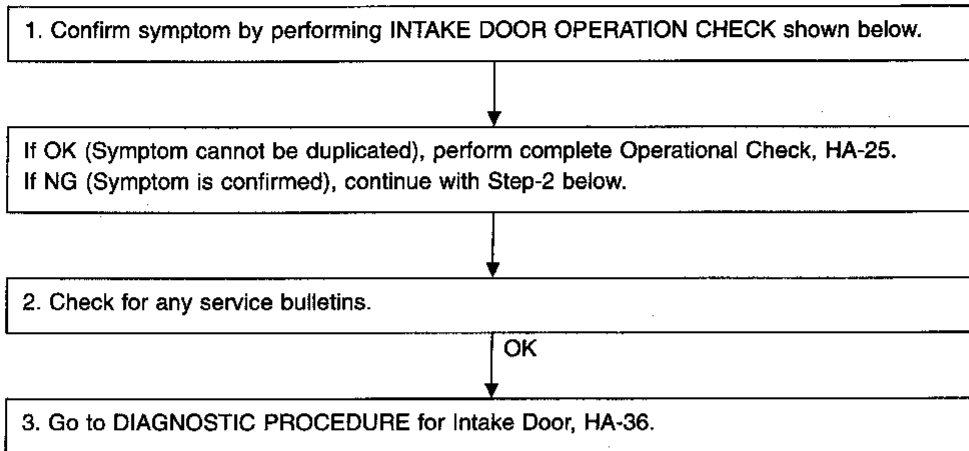 1. Confirm symptom by performing INTAKE DOOR OPERATION CHECK shown below.
If OK (Symptom cannot be duplicated), perform complete Operational Check, HA-25.
If NG (Symptom is confirmed), continue with Step-2 below.
2. Check for any service bulletins.
OK
3. Go to DIAGNOSTIC PROCEDURE for Intake Door, HA-36.